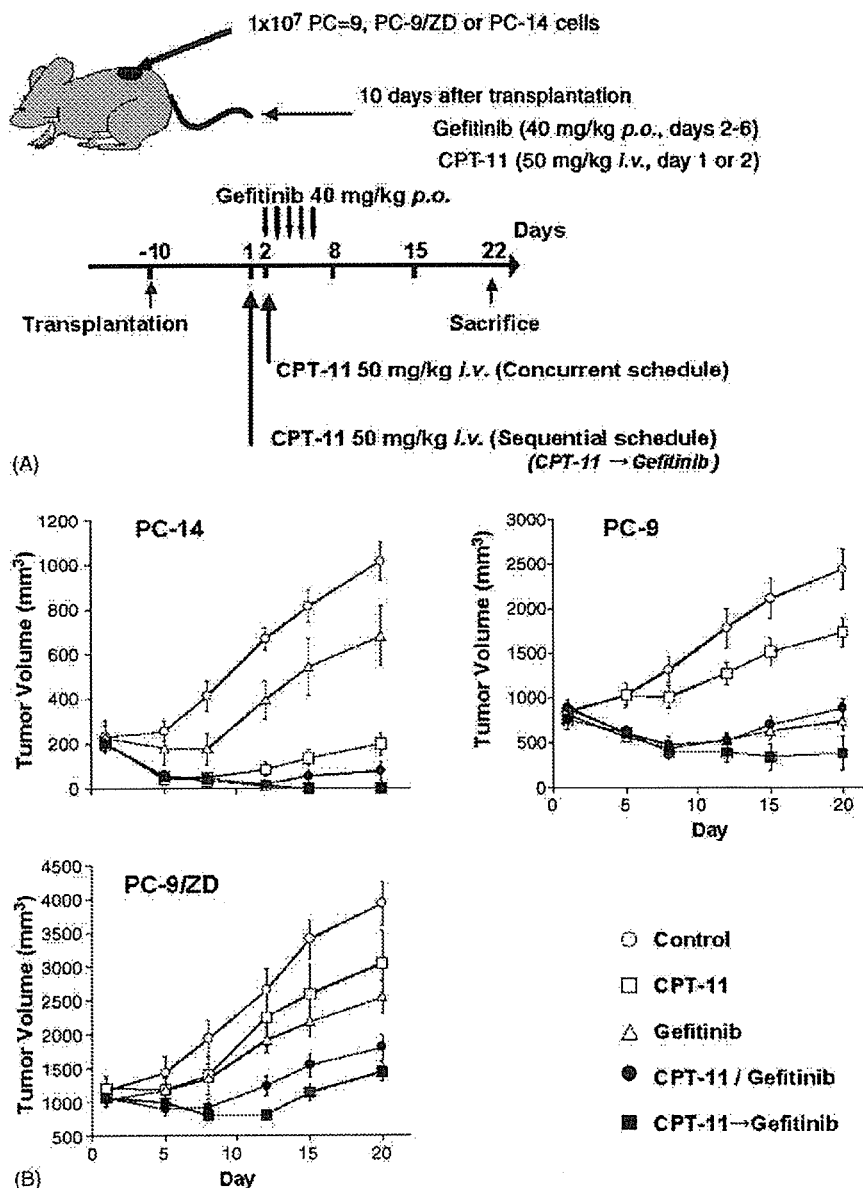 1x10⁷ PC=9, PC-9/ZD or PC-14 cells
10 days after transplantation
Gefitinib (40 mg/kg p.o., days 2-6)
CPT-11 (50 mg/kg i.v., day 1 or 2)
Gefitinib 40 mg/kg p.o.
Days
-10 1 2 8 15 22
Transplantation
Sacrifice
CPT-11 50 mg/kg i.v. (Concurrent schedule)
CPT-11 50 mg/kg i.v. (Sequential schedule)
(CPT-11 → Gefitinib)
(A)
PC-14
Tumor Volume (mm³)
1200
1000
800
600
400
200
0
0 5 10 15 20
PC-9
Tumor Volume (mm³)
3000
2500
2000
1500
1000
500
0
0 5 10 15 20
Day
PC-9/ZD
Tumor Volume (mm³)
4500
4000
3500
3000
2500
2000
1500
1000
500
0 5 10 15 20
Day
Control
CPT-11
Gefitinib
CPT-11 / Gefitinib
CPT-11→Gefitinib
(B)